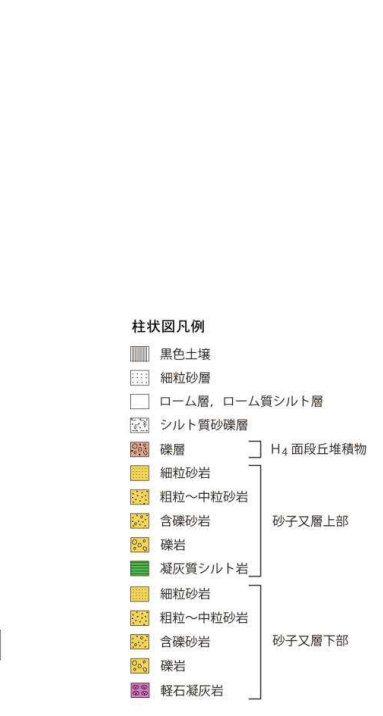 柱状図凡例
黒色土壌
細粒砂層
ローム層，ローム質シルト層
シルト質砂礫層
礫層 H4 面段丘堆積物
細粒砂岩
粗粒～中粒砂岩
含礫砂岩 砂子又層上部
礫岩
凝灰質シルト岩
細粒砂岩
粗粒～中粒砂岩
含礫砂岩 砂子又層下部
礫岩
軽石凝灰岩